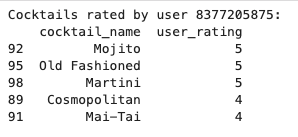 Cocktails rated by user 8377205875:
cocktail_name user_rating
92 Mojito 5
95 Old Fashioned 5
98 Martini 5
89 Cosmopolitan 4
91 Mai-Tai 4